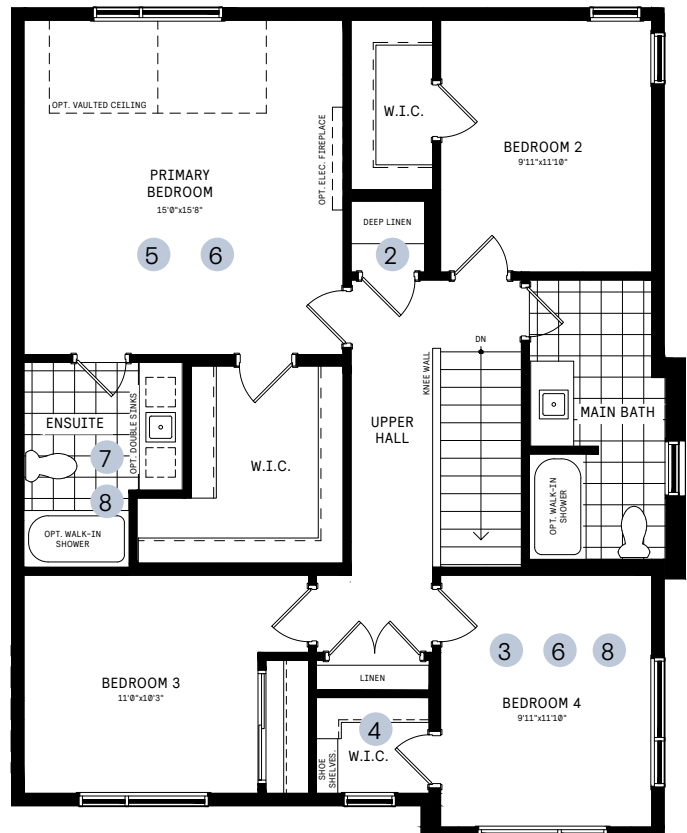 OPT. VAULTED CEILING
PRIMARY
BEDROOM
15'0"x15'8"
5
6
OPT. ELEC. FIREPLACE
W.I.C.
BEDROOM 2
9'11"x11'10"
DEEP LINEN
2
ENSUITE
7
8
OPT. DOUBLE SINKS
OPT. WALK-IN
SHOWER
W.I.C.
UPPER
HALL
KNEE WALL
DN
MAIN BATH
OPT. WALK-IN
SHOWER
BEDROOM 3
11'0"x10'3"
LINEN
4
W.I.C.
SHOE
SHELVES.
3
6
8
BEDROOM 4
9'11"x11'10"